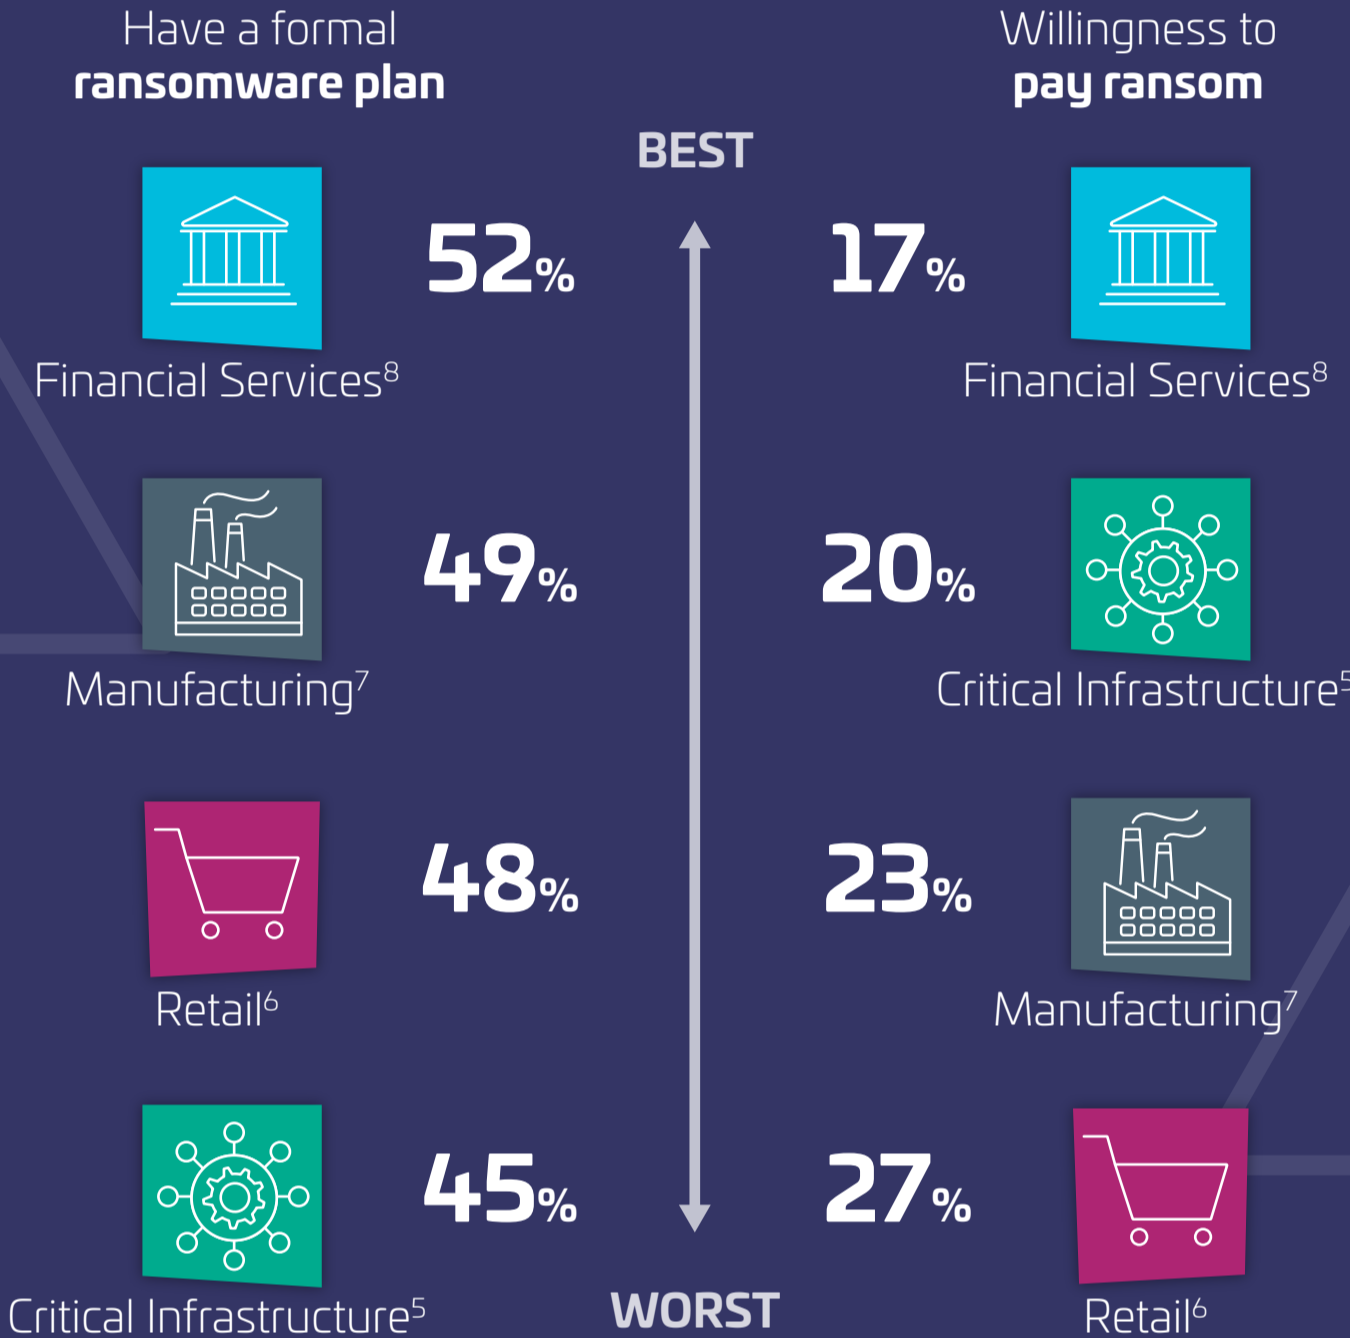 Have a formal
ransomware plan
Willingness to
pay ransom
BEST
52%
17%
Financial Services⁸
Financial Services⁸
49%
20%
Manufacturing⁷
Critical Infrastructure⁵
48%
23%
Retail⁶
Manufacturing⁷
45%
27%
Critical Infrastructure⁵
WORST
Retail⁶